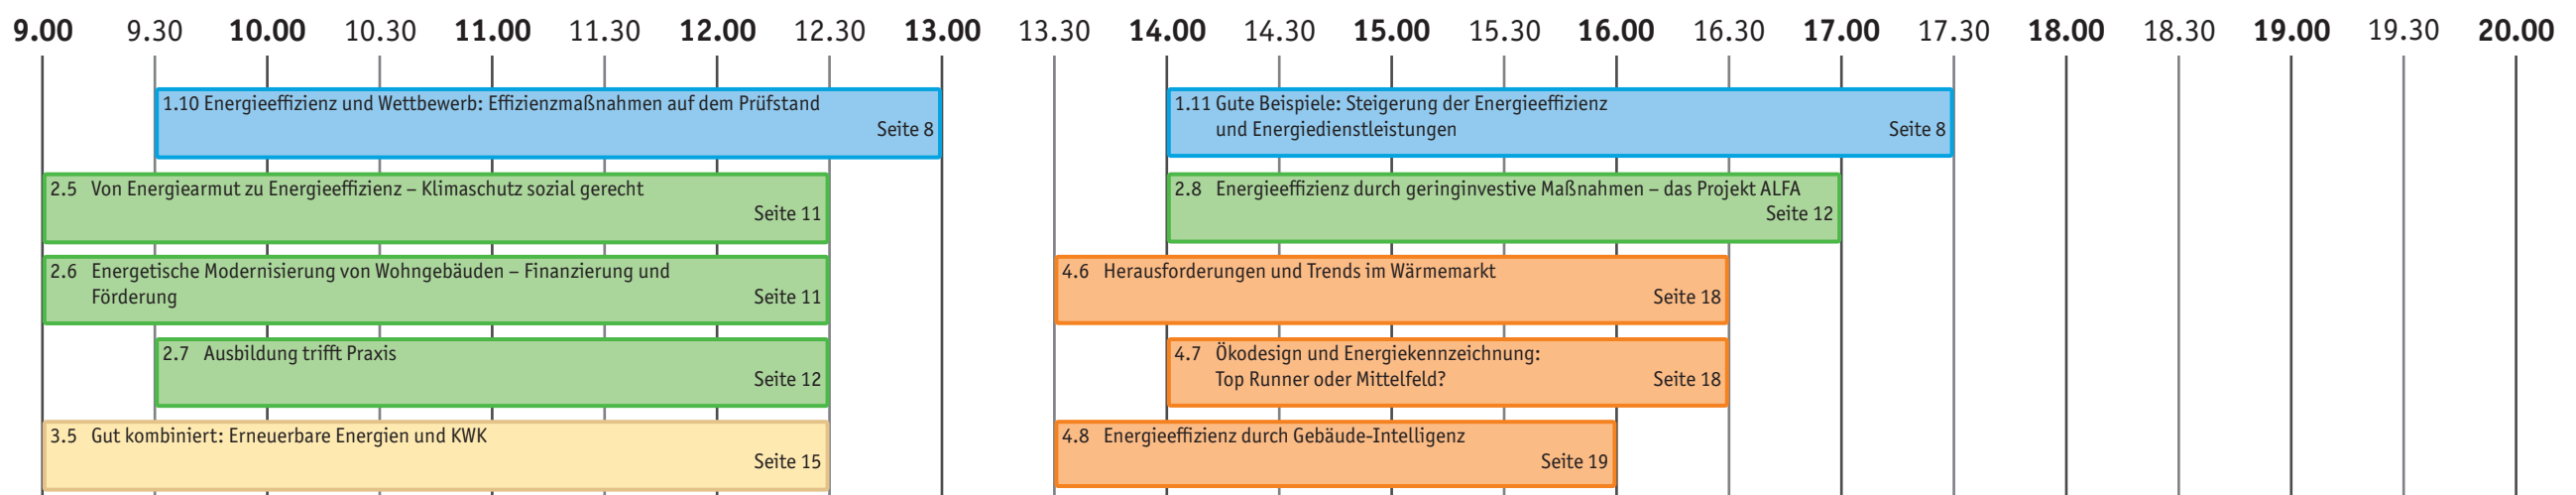 9.00 9.30 10.00 10.30 11.00 11.30 12.00 12.30 13.00 13.30 14.00 14.30 15.00 15.30 16.00 16.30 17.00 17.30 18.00 18.30 19.00 19.30 20.00
1.10 Energieeffizienz und Wettbewerb: Effizienzmaßnahmen auf dem Prüfstand
Seite 8
1.11 Gute Beispiele: Steigerung der Energieeffizienz
und Energiedienstleistungen
Seite 8
2.5 Von Energiearmut zu Energieeffizienz – Klimaschutz sozial gerecht
Seite 11
2.8 Energieeffizienz durch geringinvestive Maßnahmen – das Projekt ALFA
Seite 12
2.6 Energetische Modernisierung von Wohngebäuden – Finanzierung und
Förderung
Seite 11
4.6 Herausforderungen und Trends im Wärmemarkt
Seite 18
2.7 Ausbildung trifft Praxis
Seite 12
4.7 Ökodesign und Energiekennzeichnung:
Top Runner oder Mittelfeld?
Seite 18
3.5 Gut kombiniert: Erneuerbare Energien und KWK
Seite 15
4.8 Energieeffizienz durch Gebäude-Intelligenz
Seite 19